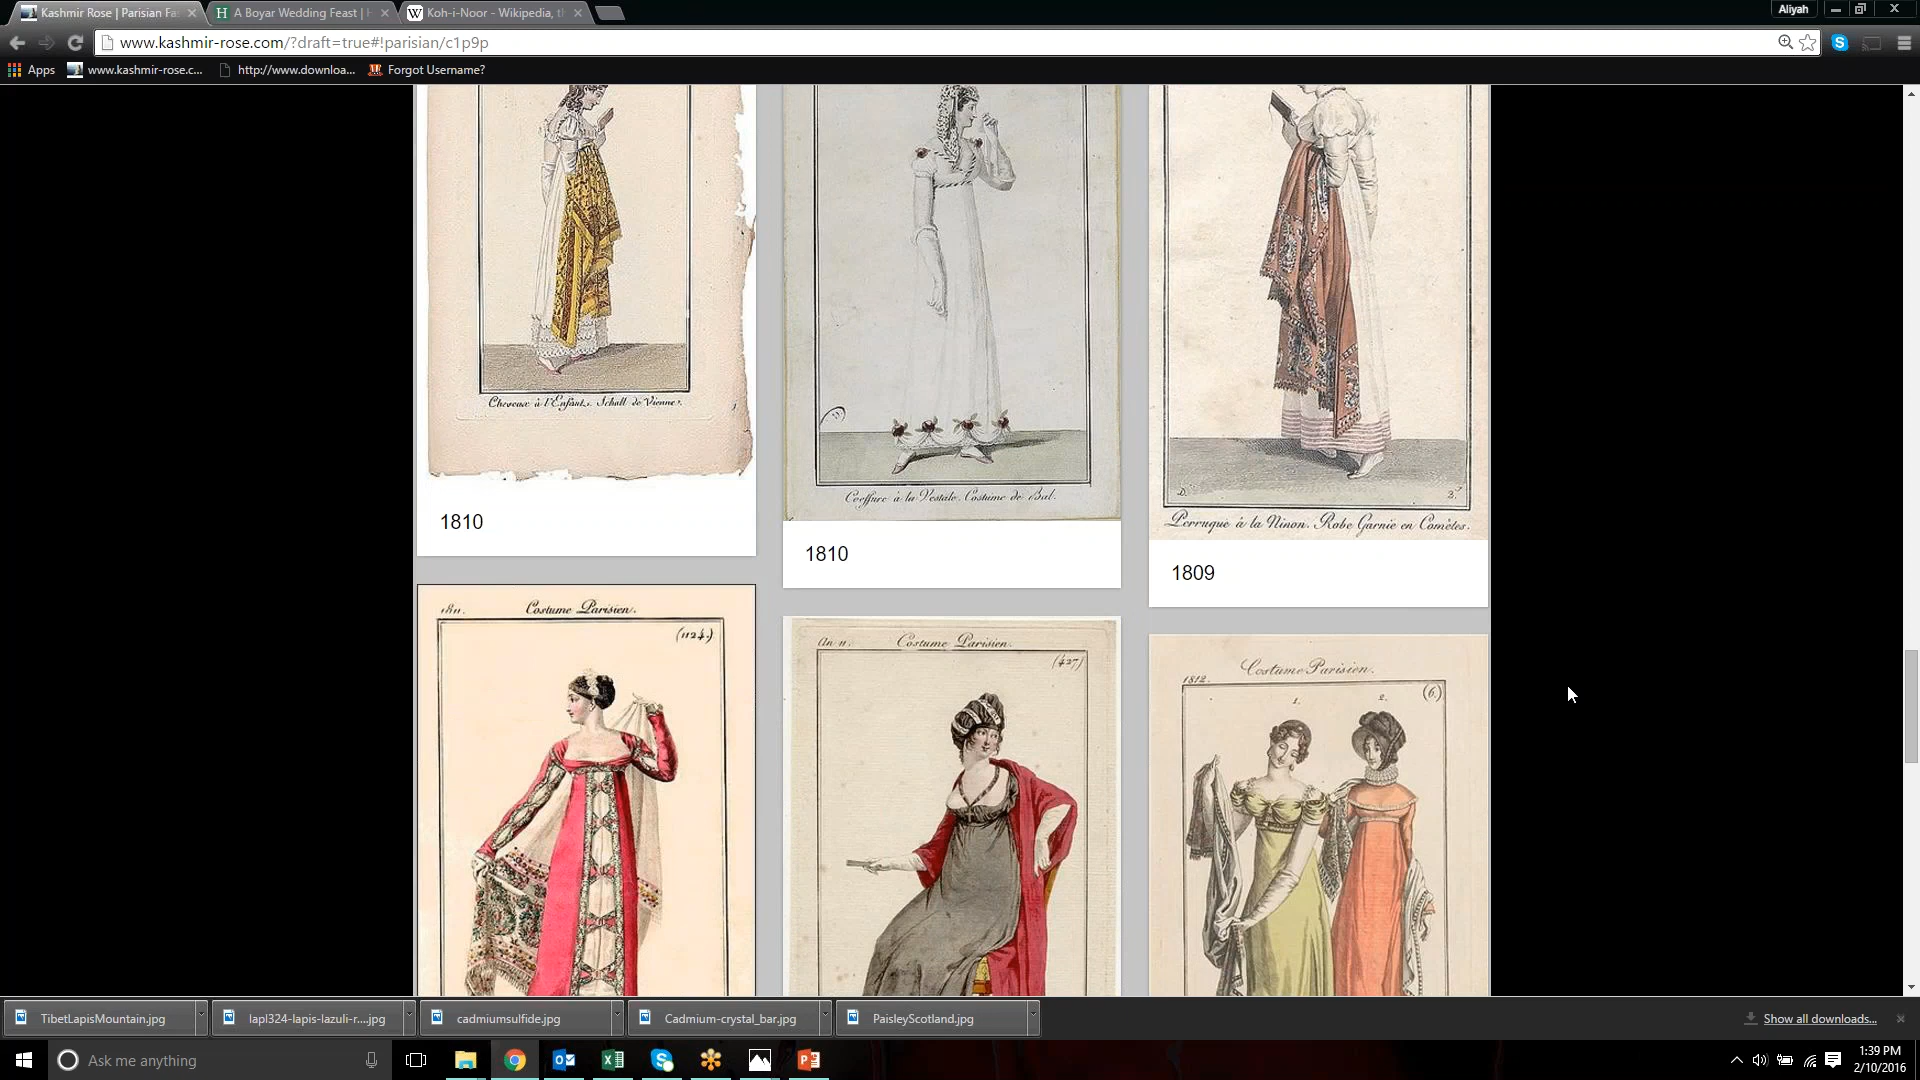 Kashmir Rose | Parisian Fas
A Boyar Wedding Feast | H
Koh-i-Noor - Wikipedia, th
Aliyah
www.kashmir-rose.com/?draft=true#!parisian/c1p9p
Apps
www.kashmir-rose.c...
http://www.downloa...
Forgot Username?
Cheveux à l'Enfant. Schall de Vienne.
1810
Coeffure à la Vestale. Costume de Bal.
1810
D.
2.
Perruque à la Ninon. Robe Garnie en Comètes.
1809
1811. Costume Parisien.
(1124.)
An 11. Costume Parisien.
(427)
Costume Parisien.
1812.
(6.)
1. 2.
TibetLapisMountain.jpg
lapl324-lapis-lazuli-r....jpg
cadmiumsulfide.jpg
Cadmium-crystal_bar.jpg
PaisleyScotland.jpg
Show all downloads...
Ask me anything
1:39 PM
2/10/2016